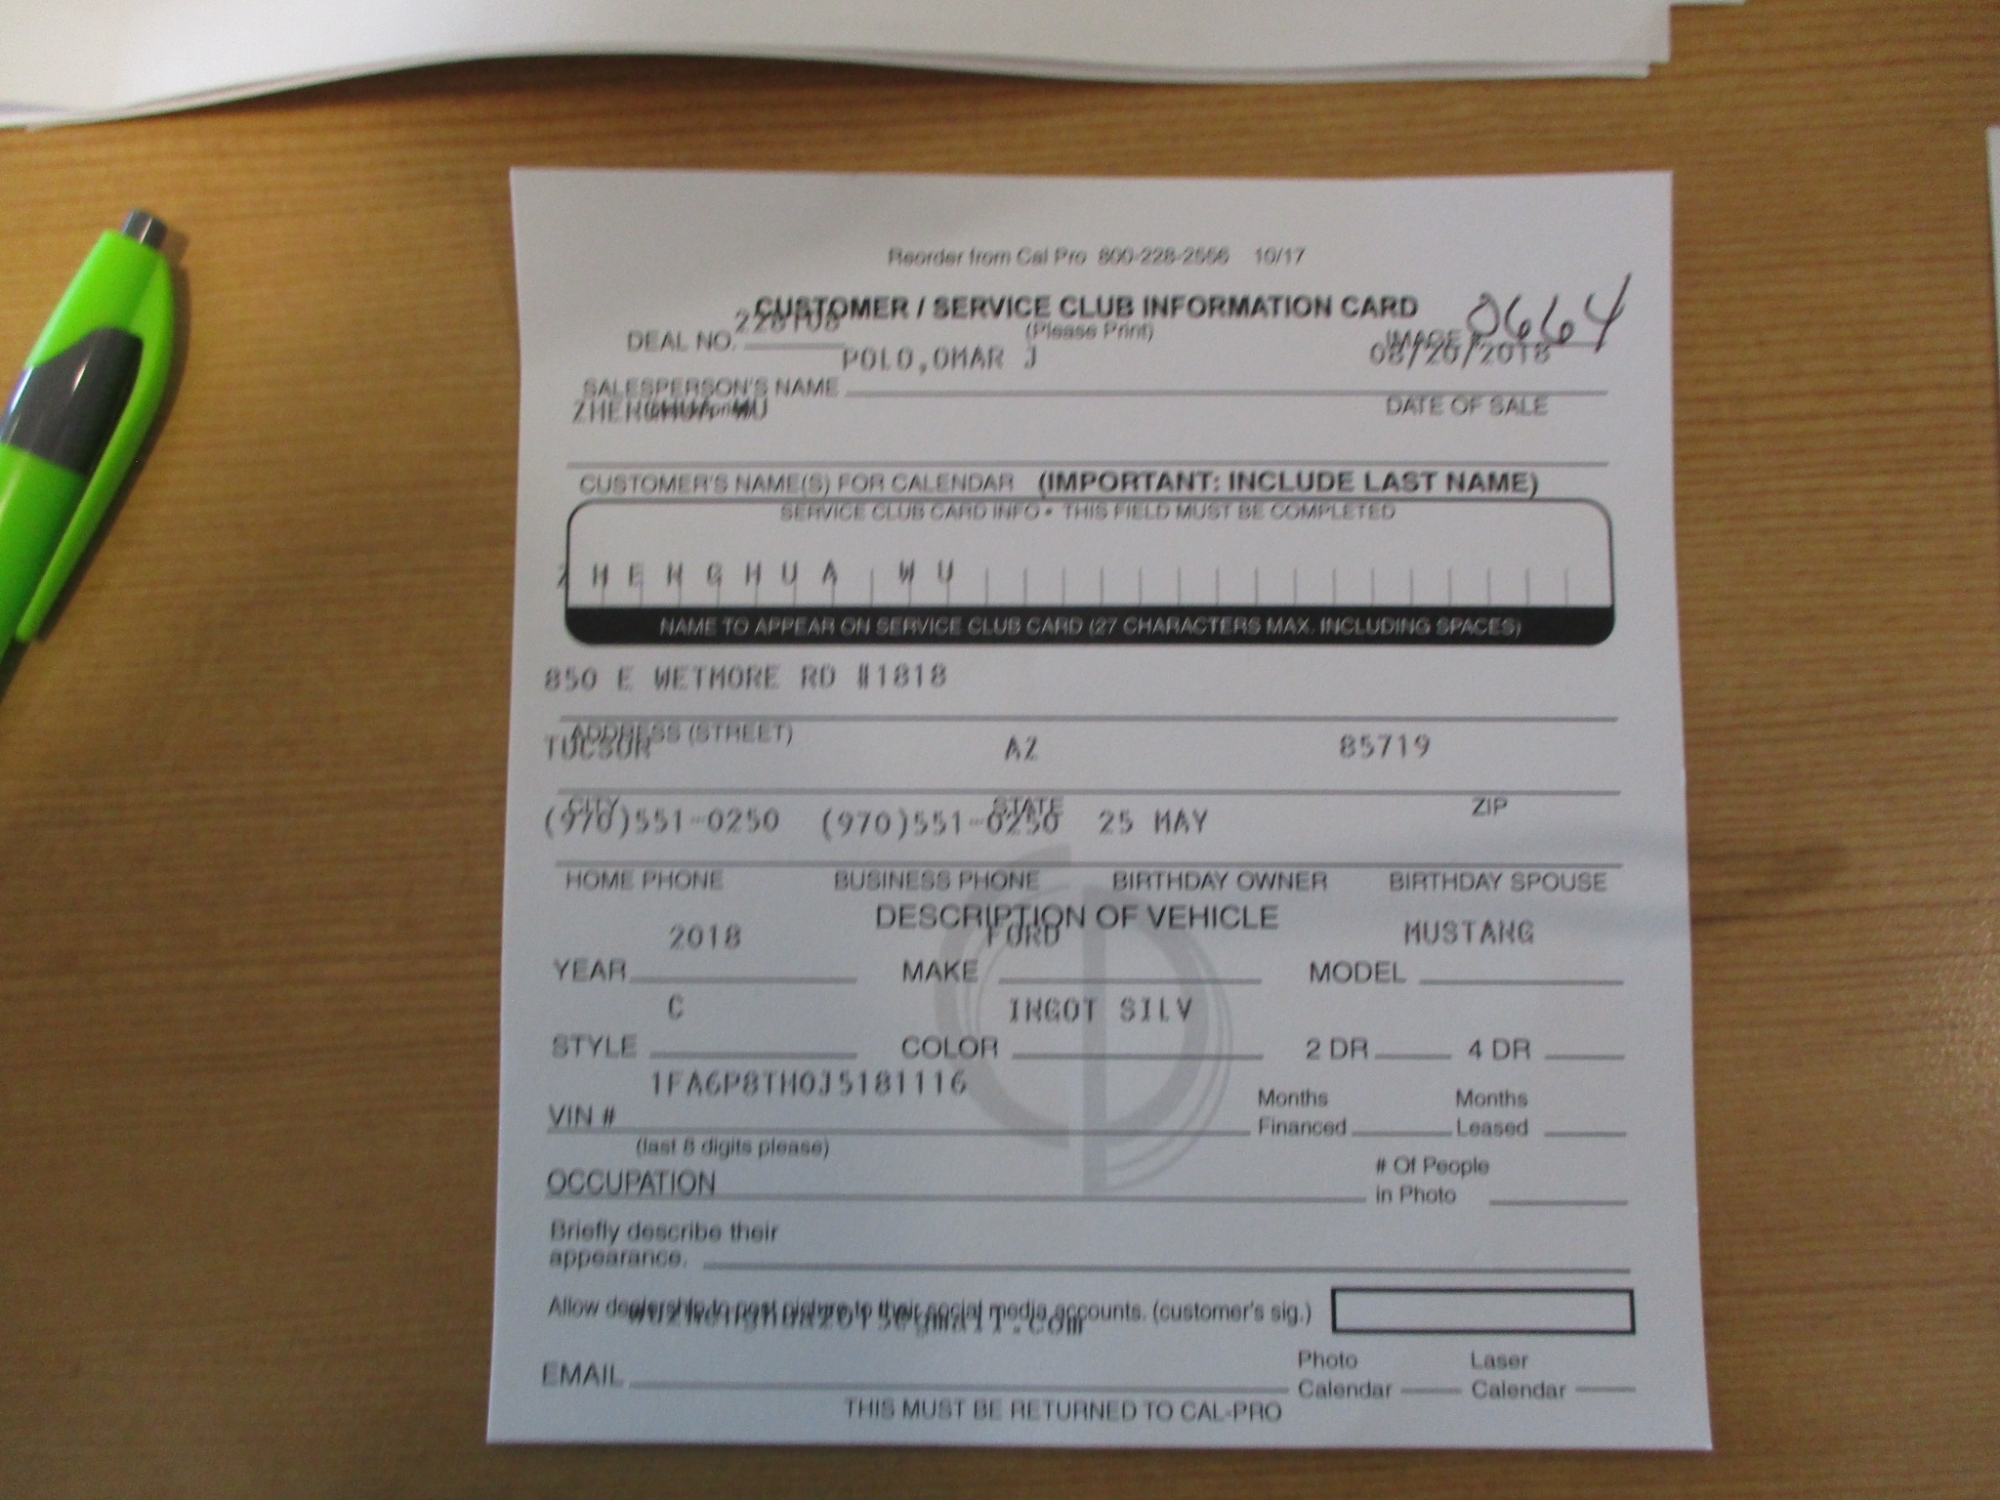 Reorder from Cal Pro 800-228-2556 10/17
CUSTOMER / SERVICE CLUB INFORMATION CARD
DEAL NO. (Please Print) IMAGE # 0664
POLO,OMAR J 08/20/2018
SALESPERSON'S NAME DATE OF SALE
ZHENGHUA WU
CUSTOMER'S NAME(S) FOR CALENDAR (IMPORTANT: INCLUDE LAST NAME)
SERVICE CLUB CARD INFO • THIS FIELD MUST BE COMPLETED
ZHENGHUA WU
NAME TO APPEAR ON SERVICE CLUB CARD (27 CHARACTERS MAX. INCLUDING SPACES)
850 E WETMORE RD #1818
ADDRESS (STREET)
TUCSON AZ 85719
CITY STATE ZIP
(970)551-0250 (970)551-0250 25 MAY
HOME PHONE BUSINESS PHONE BIRTHDAY OWNER BIRTHDAY SPOUSE
DESCRIPTION OF VEHICLE
2018 FORD MUSTANG
YEAR MAKE MODEL
C INGOT SILV
STYLE COLOR 2 DR 4 DR
1FA6P8TH0J5181116
VIN # Months Financed Months Leased
(last 8 digits please)
OCCUPATION # Of People in Photo
Briefly describe their
appearance.
Allow dealership to post picture to their social media accounts. (customer's sig.)
EMAIL Photo Calendar Laser Calendar
THIS MUST BE RETURNED TO CAL-PRO